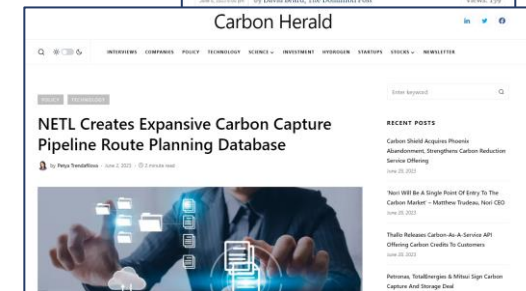 by David Beard, The Dominion Post
Carbon Herald
INTERVIEWS COMPANIES POLICY TECHNOLOGY SCIENCE INVESTMENT HYDROGEN STARTUPS STOCKS NEWSLETTER
POLICY TECHNOLOGY
NETL Creates Expansive Carbon Capture
Pipeline Route Planning Database
by Petya Trendafilova · June 2, 2023 · 2 minute read
Enter keyword
RECENT POSTS
Carbon Shield Acquires Phoenix
Abandonment, Strengthens Carbon Reduction
Service Offering
June 20, 2023
'Nori Will Be A Single Point Of Entry To The
Carbon Market' – Matthew Trudeau, Nori CEO
June 20, 2023
Thallo Releases Carbon-As-A-Service API
Offering Carbon Credits To Customers
June 20, 2023
Petronas, TotalEnergies & Mitsui Sign Carbon
Capture And Storage Deal